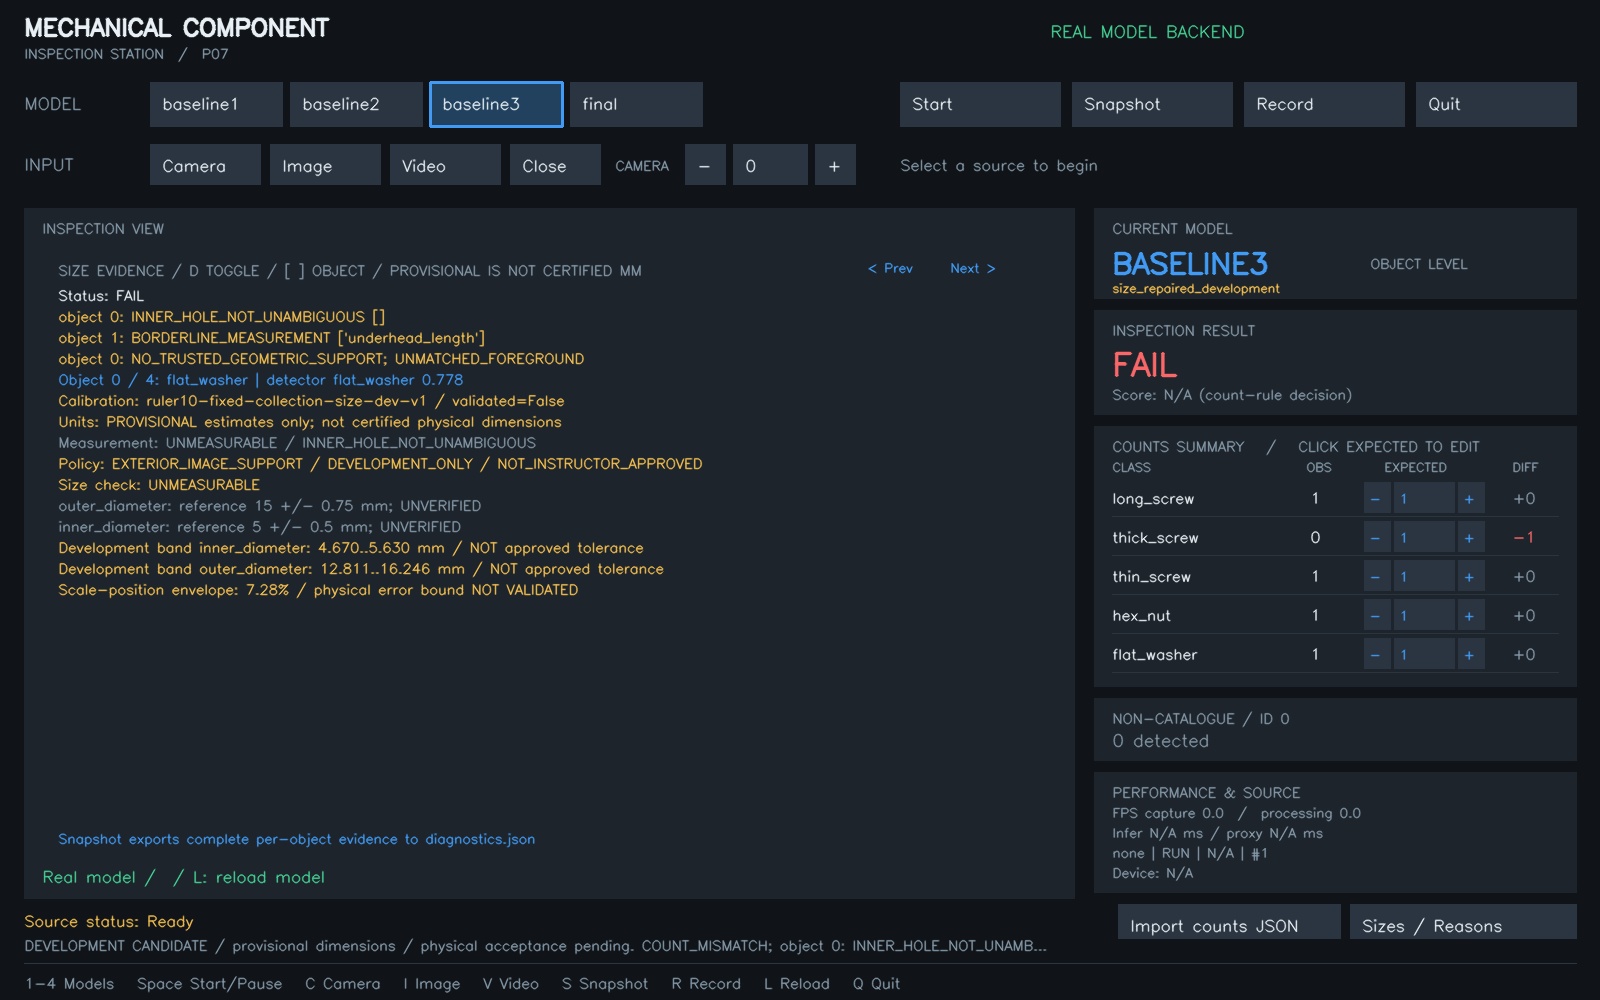 MECHANICAL COMPONENT
REAL MODEL BACKEND
INSPECTION STATION / P07
MODEL baseline1 baseline2 baseline3 final Start Snapshot Record Quit
INPUT Camera Image Video Close CAMERA − 0 + Select a source to begin
INSPECTION VIEW
SIZE EVIDENCE / D TOGGLE / [ ] OBJECT / PROVISIONAL IS NOT CERTIFIED MM < Prev Next >
Status: FAIL
object 0: INNER_HOLE_NOT_UNAMBIGUOUS []
object 1: BORDERLINE_MEASUREMENT ['underhead_length']
object 0: NO_TRUSTED_GEOMETRIC_SUPPORT; UNMATCHED_FOREGROUND
Object 0 / 4: flat_washer | detector flat_washer 0.778
Calibration: ruler10-fixed-collection-size-dev-v1 / validated=False
Units: PROVISIONAL estimates only; not certified physical dimensions
Measurement: UNMEASURABLE / INNER_HOLE_NOT_UNAMBIGUOUS
Policy: EXTERIOR_IMAGE_SUPPORT / DEVELOPMENT_ONLY / NOT_INSTRUCTOR_APPROVED
Size check: UNMEASURABLE
outer_diameter: reference 15 +/- 0.75 mm; UNVERIFIED
inner_diameter: reference 5 +/- 0.5 mm; UNVERIFIED
Development band inner_diameter: 4.670..5.630 mm / NOT approved tolerance
Development band outer_diameter: 12.811..16.246 mm / NOT approved tolerance
Scale-position envelope: 7.28% / physical error bound NOT VALIDATED
Snapshot exports complete per-object evidence to diagnostics.json
Real model / / L: reload model
CURRENT MODEL
BASELINE3 OBJECT LEVEL
size_repaired_development
INSPECTION RESULT
FAIL
Score: N/A (count-rule decision)
COUNTS SUMMARY / CLICK EXPECTED TO EDIT
CLASS OBS EXPECTED DIFF
long_screw 1 − 1 + +0
thick_screw 0 − 1 + −1
thin_screw 1 − 1 + +0
hex_nut 1 − 1 + +0
flat_washer 1 − 1 + +0
NON-CATALOGUE / ID 0
0 detected
PERFORMANCE & SOURCE
FPS capture 0.0 / processing 0.0
Infer N/A ms / proxy N/A ms
none | RUN | N/A | #1
Device: N/A
Import counts JSON Sizes / Reasons
Source status: Ready
DEVELOPMENT CANDIDATE / provisional dimensions / physical acceptance pending. COUNT_MISMATCH; object 0: INNER_HOLE_NOT_UNAMB...
1-4 Models Space Start/Pause C Camera I Image V Video S Snapshot R Record L Reload Q Quit